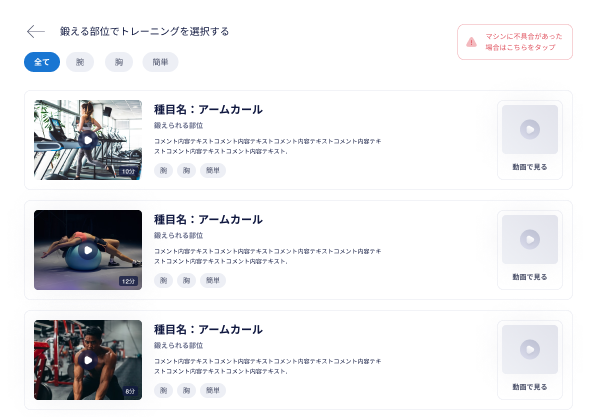 鍛える部位でトレーニングを選択する
マシンに不具合があった
場合はこちらをタップ
全て
腕
胸
簡単
10分
種目名：アームカール
鍛えられる部位
コメント内容テキストコメント内容テキストコメント内容テキストコメント内容テキ
ストコメント内容テキストコメント内容テキスト。
腕
胸
簡単
動画で見る
12分
種目名：アームカール
鍛えられる部位
コメント内容テキストコメント内容テキストコメント内容テキストコメント内容テキ
ストコメント内容テキストコメント内容テキスト。
腕
胸
簡単
動画で見る
8分
種目名：アームカール
鍛えられる部位
コメント内容テキストコメント内容テキストコメント内容テキストコメント内容テキ
ストコメント内容テキストコメント内容テキスト。
腕
胸
簡単
動画で見る